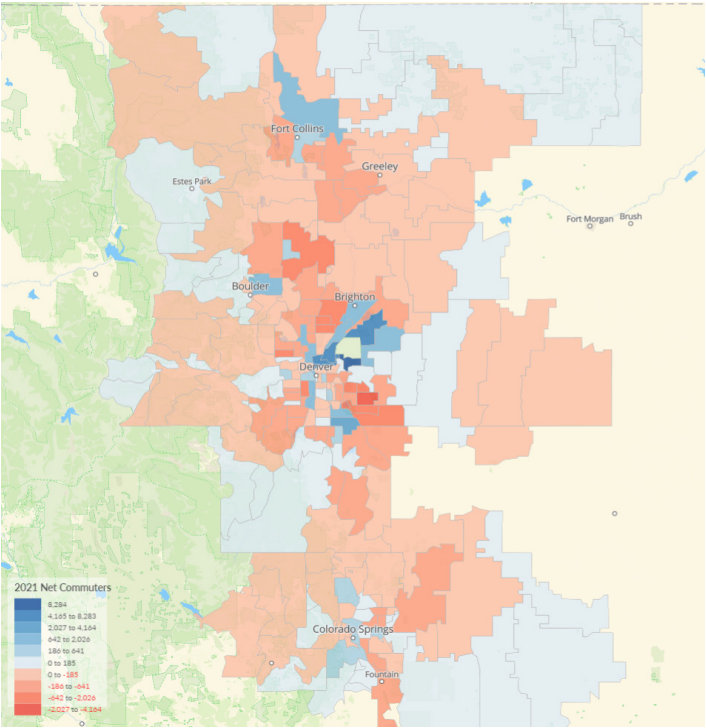 Fort Collins
Greeley
Estes Park
Fort Morgan
Brush
Boulder
Brighton
Denver
2021 Net Commuters
8,284
4,165 to 8,283
2,027 to 4,164
642 to 2,026
186 to 641
0 to 185
0 to -185
-186 to -641
-642 to -2,026
-2,027 to -4,164
Colorado Springs
Fountain